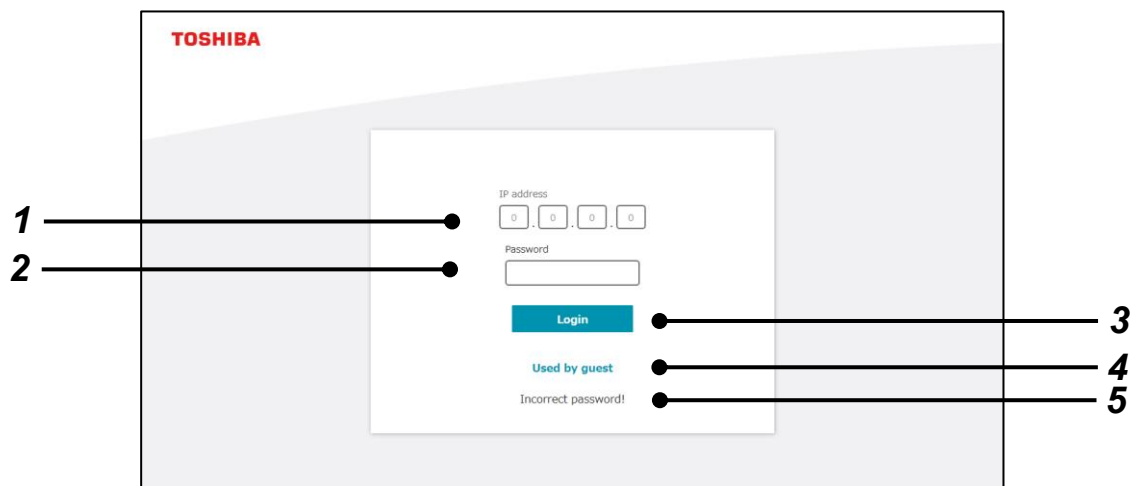 TOSHIBA
IP address
1
0 . 0 . 0 . 0
Password
2
Login
3
Used by guest
4
Incorrect password!
5